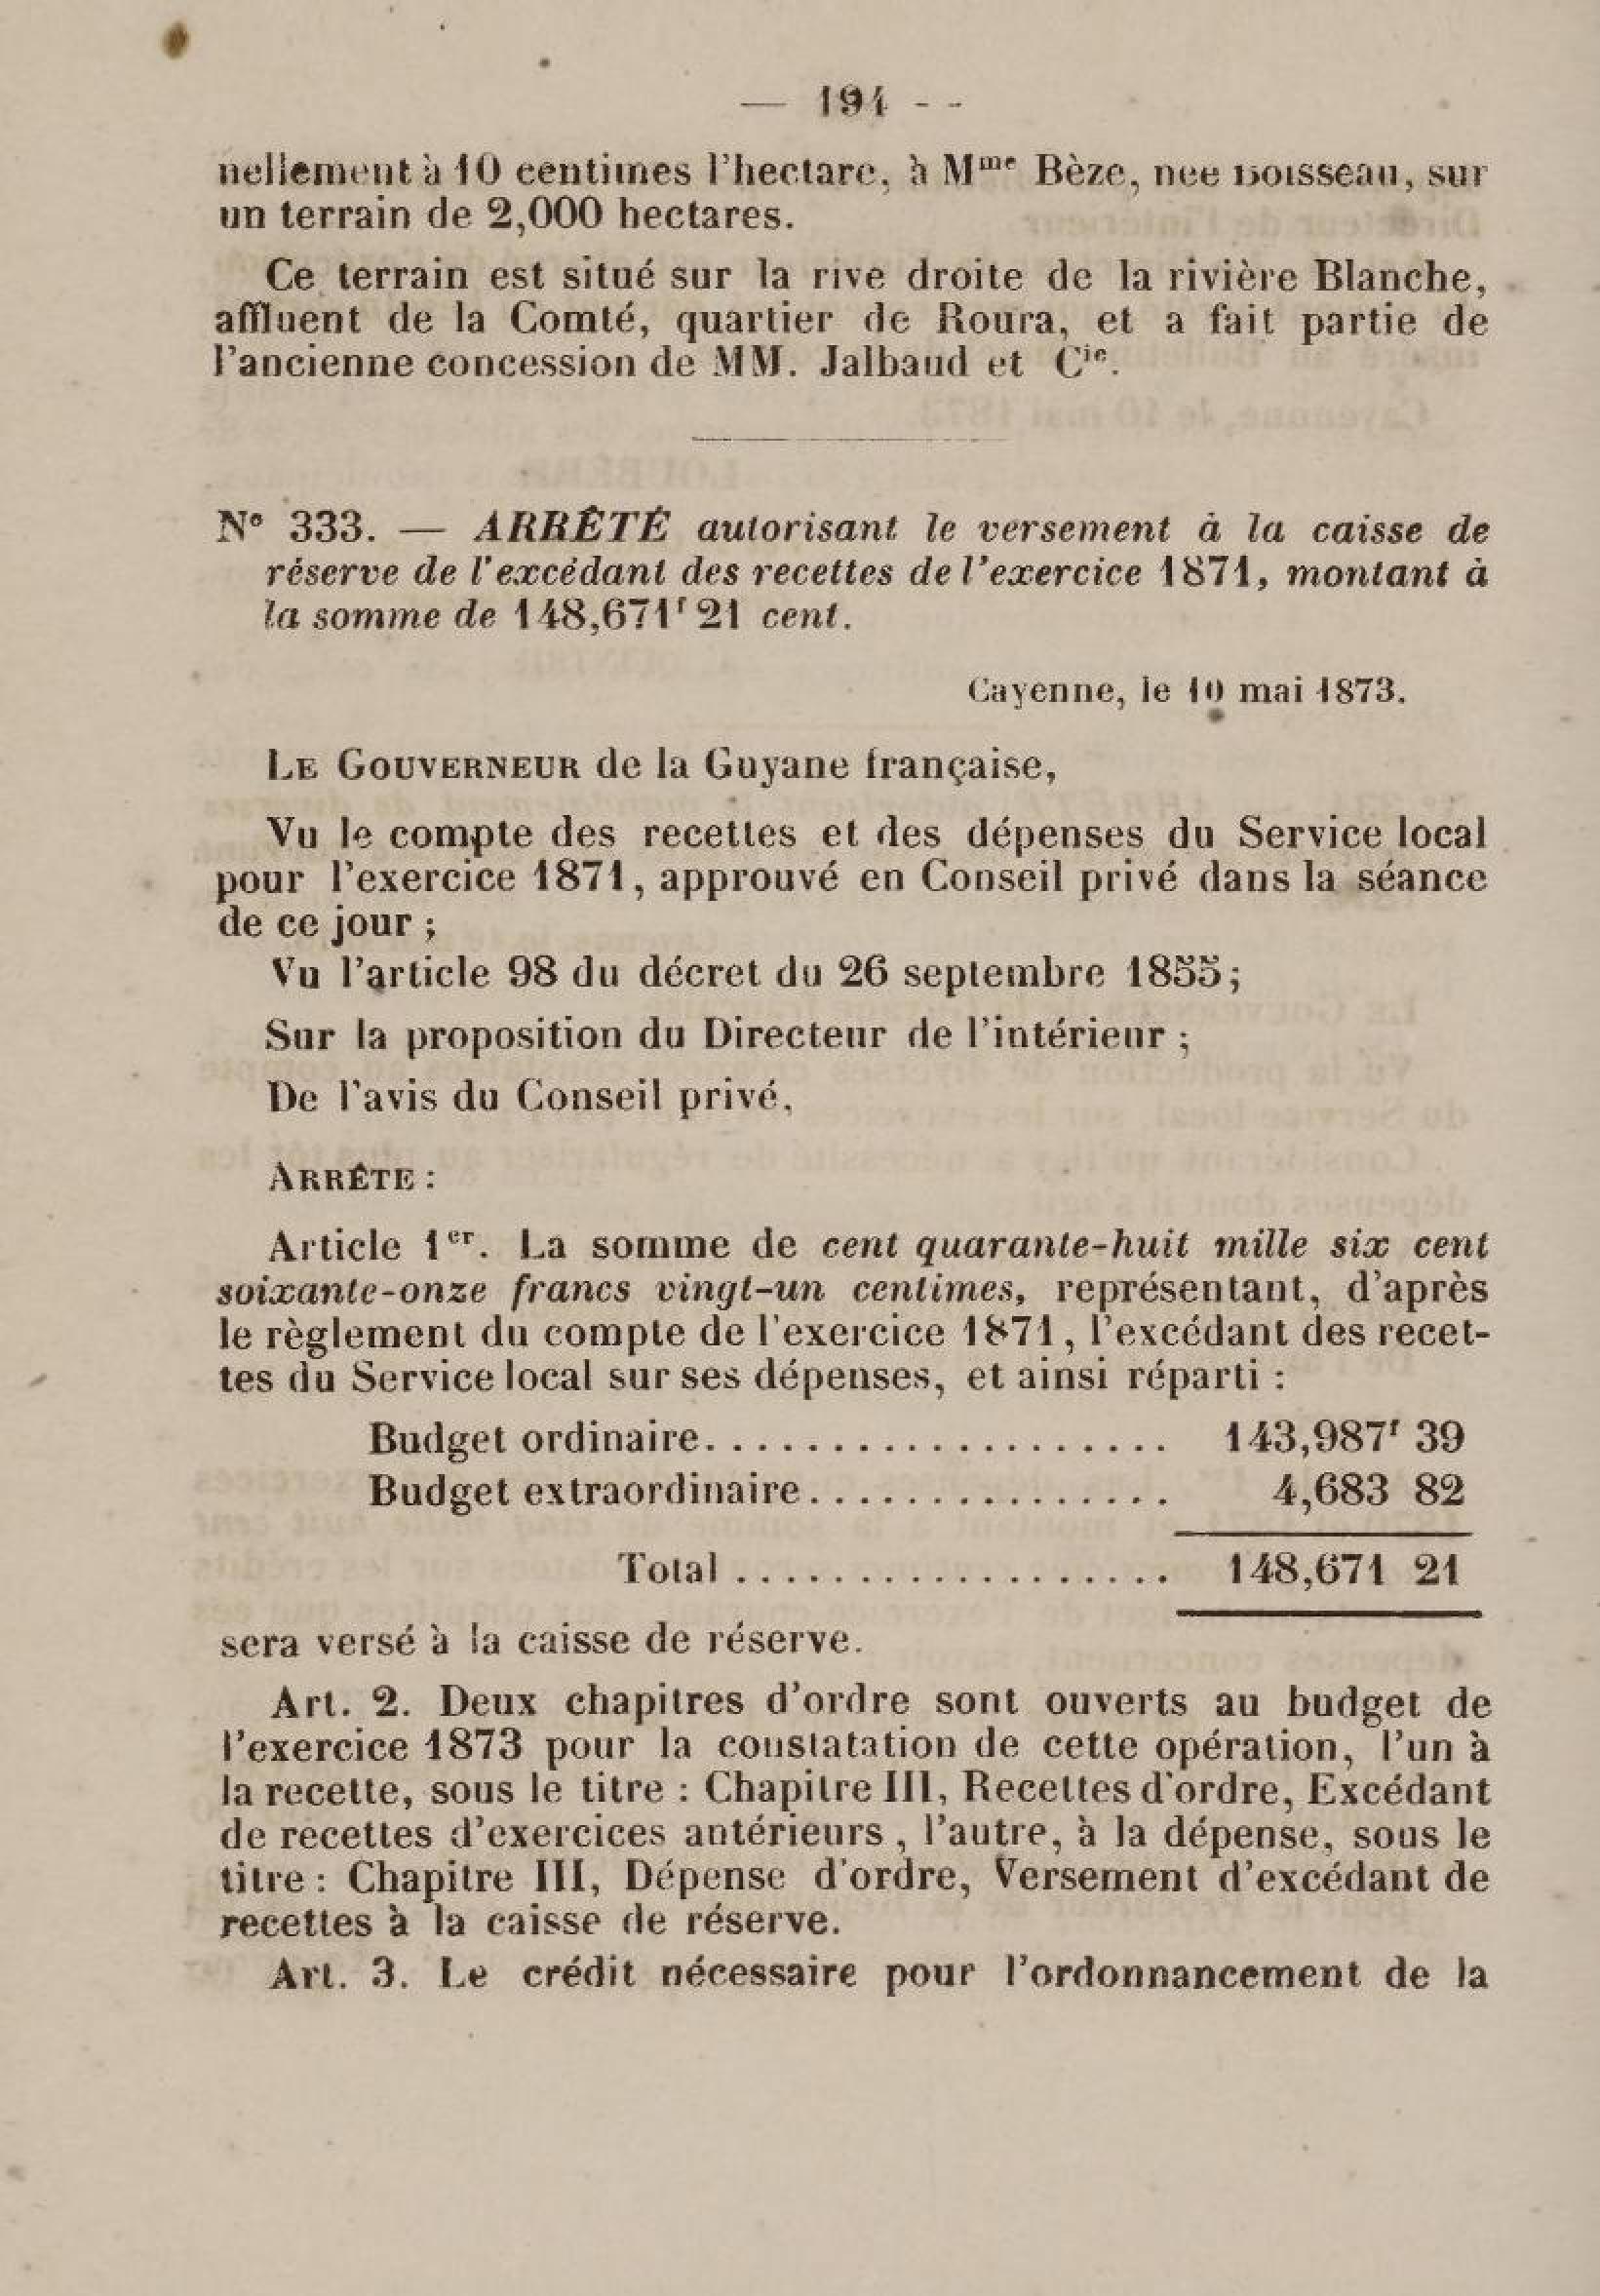 — 194 --
nellement à 10 centimes l'hectare, à Mme Bèze, née Boisseau, sur
un terrain de 2,000 hectares.
Ce terrain est situé sur la rive droite de la rivière Blanche,
affluent de la Comté, quartier de Roura, et a fait partie de
l'ancienne concession de MM. Jalbaud et Cie.
No 333. — ARRÊTÉ autorisant le versement à la caisse de
réserve de l'excédant des recettes de l'exercice 1871, montant à
la somme de 148,671f 21 cent.
Cayenne, le 10 mai 1873.
LE GOUVERNEUR de la Guyane française,
Vu le compte des recettes et des dépenses du Service local
pour l'exercice 1871, approuvé en Conseil privé dans la séance
de ce jour ;
Vu l'article 98 du décret du 26 septembre 1855;
Sur la proposition du Directeur de l'intérieur ;
De l'avis du Conseil privé,
ARRÊTE :
Article 1er. La somme de cent quarante-huit mille six cent
soixante-onze francs vingt-un centimes, représentant, d'après
le règlement du compte de l'exercice 1871, l'excédant des recet-
tes du Service local sur ses dépenses, et ainsi réparti :
Budget ordinaire................... 143,987f 39
Budget extraordinaire............... 4,683 82
Total .................. 148,671 21
sera versé à la caisse de réserve.
Art. 2. Deux chapitres d'ordre sont ouverts au budget de
l'exercice 1873 pour la constatation de cette opération, l'un à
la recette, sous le titre : Chapitre III, Recettes d'ordre, Excédant
de recettes d'exercices antérieurs, l'autre, à la dépense, sous le
titre : Chapitre III, Dépense d'ordre, Versement d'excédant de
recettes à la caisse de réserve.
Art. 3. Le crédit nécessaire pour l'ordonnancement de la